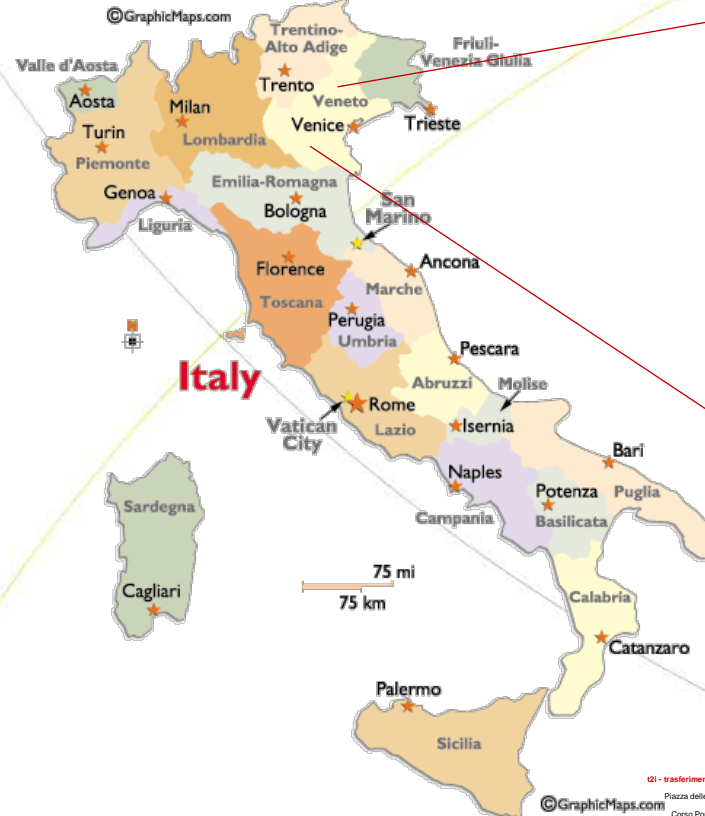 ©GraphicMaps.com
Trentino-
Alto Adige
Friuli-
Venezia Giulia
Valle d'Aosta
Trento
Aosta
Veneto
Milan
Venice
Trieste
Turin
Lombardia
Piemonte
Emilia-Romagna
Genoa
San
Marino
Bologna
Liguria
Ancona
Florence
Marche
Toscana
Perugia
N
Umbria
Pescara
Italy
Abruzzi
Molise
Rome
Vatican
City
Isernia
Lazio
Bari
Naples
Potenza
Puglia
Sardegna
Campania
Basilicata
75 mi
Cagliari
75 km
Calabria
Catanzaro
Palermo
Sicilia
t2i - trasferimen
Piazza delle
©GraphicMaps.com
Corso Po